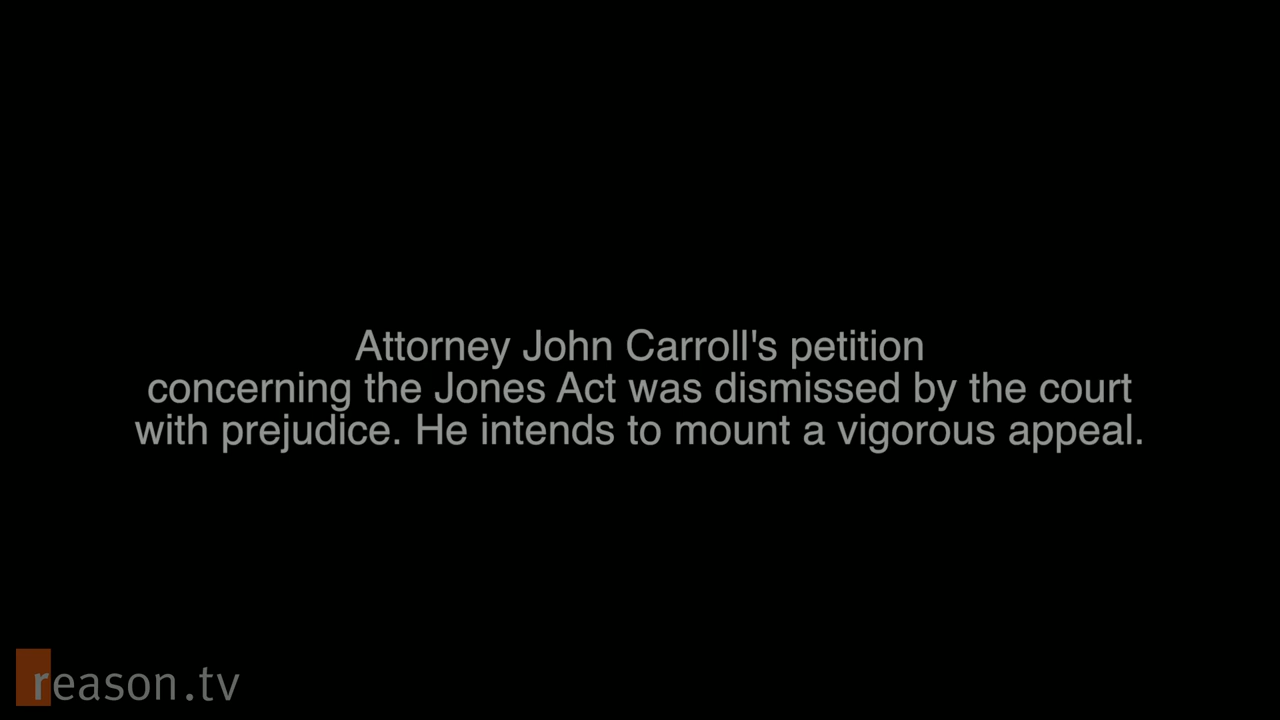 Attorney John Carroll's petition
concerning the Jones Act was dismissed by the court
with prejudice. He intends to mount a vigorous appeal.
reason.tv